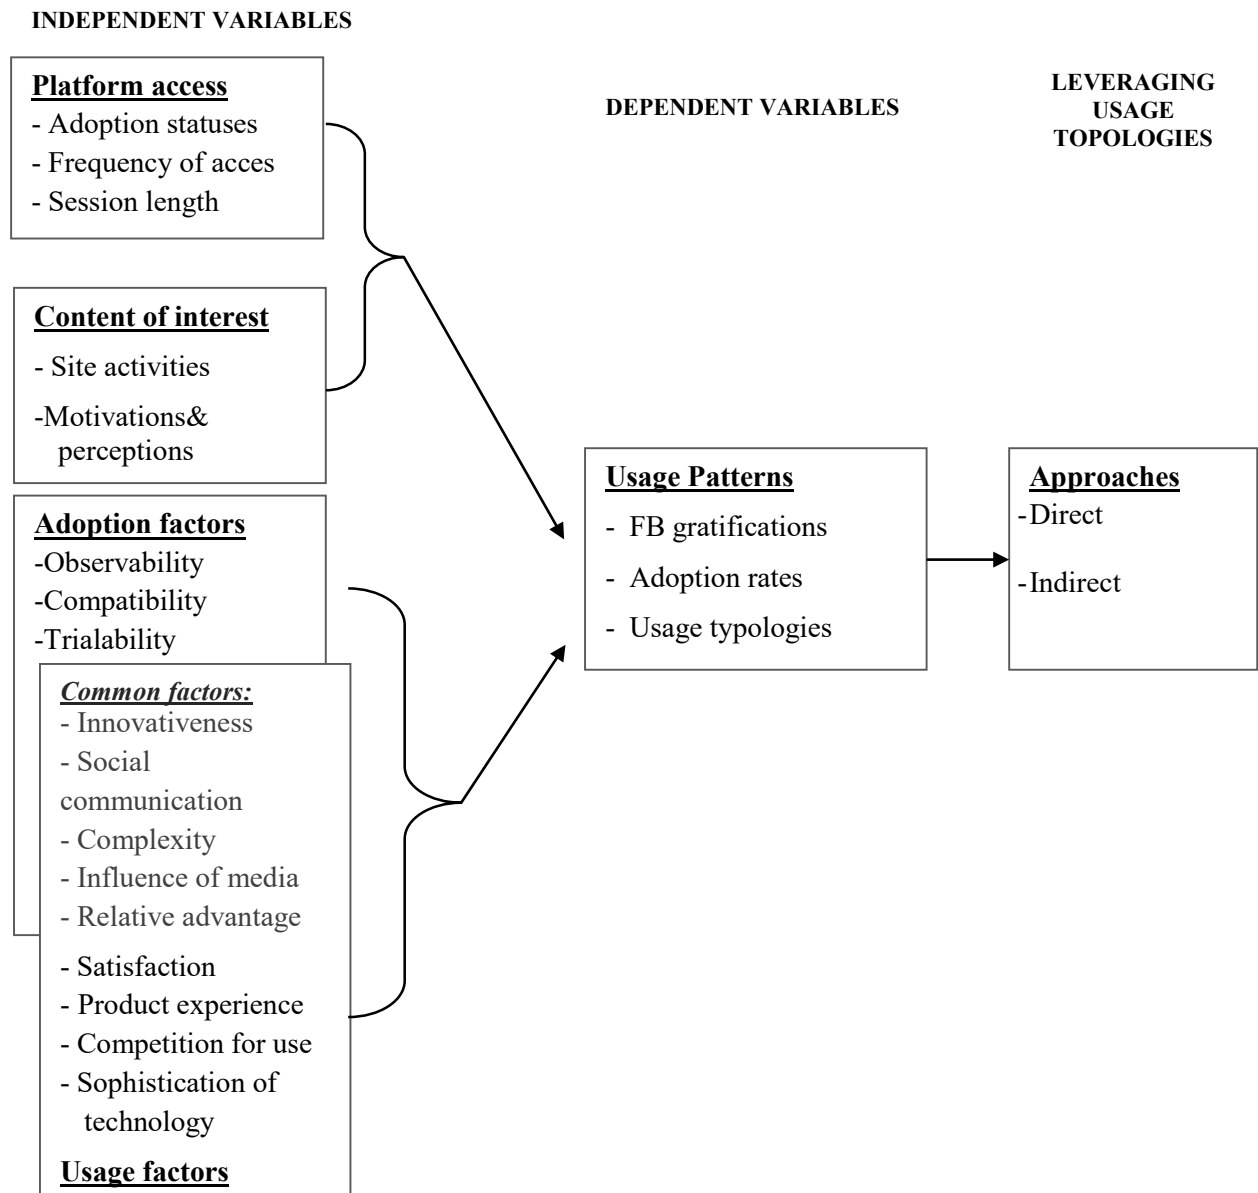 INDEPENDENT VARIABLES
Platform access
- Adoption statuses
- Frequency of acces
- Session length
Content of interest
- Site activities
-Motivations&
perceptions
Adoption factors
-Observability
-Compatibility
-Trialability
Common factors:
- Innovativeness
- Social
communication
- Complexity
- Influence of media
- Relative advantage
- Satisfaction
- Product experience
- Competition for use
- Sophistication of
technology
Usage factors
DEPENDENT VARIABLES
Usage Patterns
- FB gratifications
- Adoption rates
- Usage typologies
LEVERAGING
USAGE
TOPOLOGIES
Approaches
-Direct
-Indirect